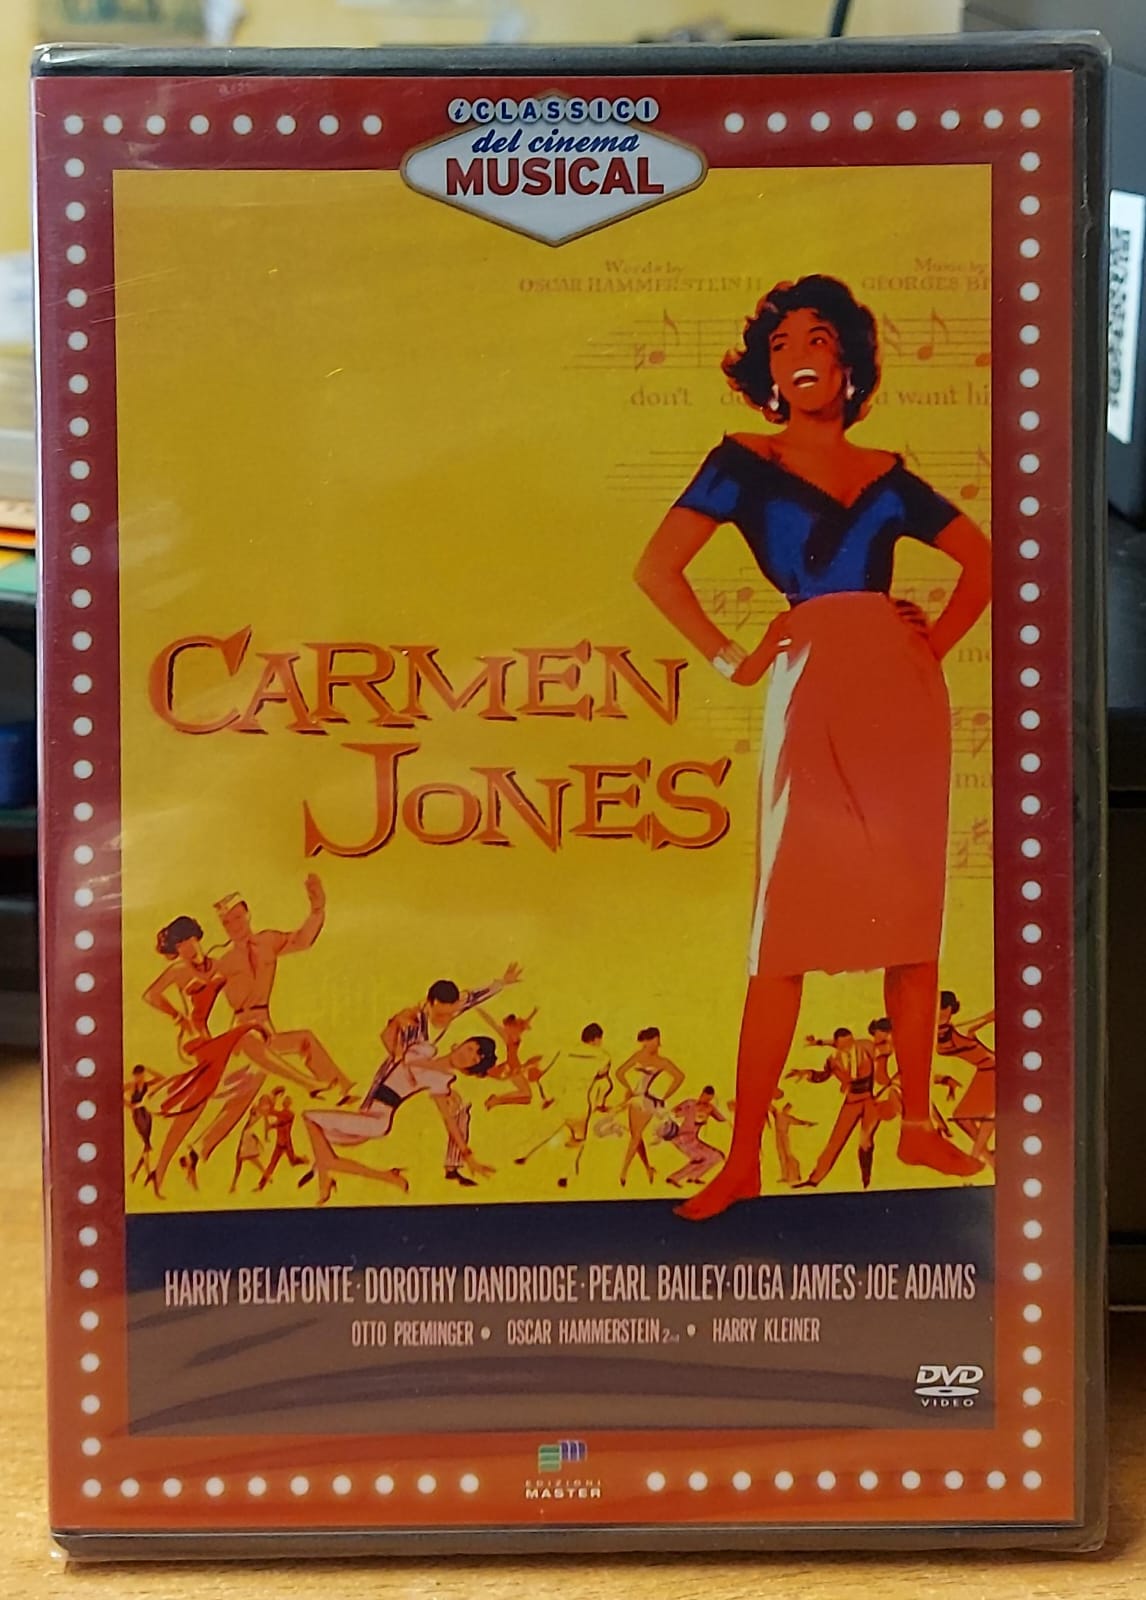 i CLASSICI
del cinema
MUSICAL
Words by
OSCAR HAMMERSTEIN II
Music by
GEORGES BI
don't
want hi
CARMEN
JONES
HARRY BELAFONTE · DOROTHY DANDRIDGE · PEARL BAILEY · OLGA JAMES · JOE ADAMS
OTTO PREMINGER • OSCAR HAMMERSTEIN 2nd • HARRY KLEINER
DVD
VIDEO
EDIZIONI
MASTER